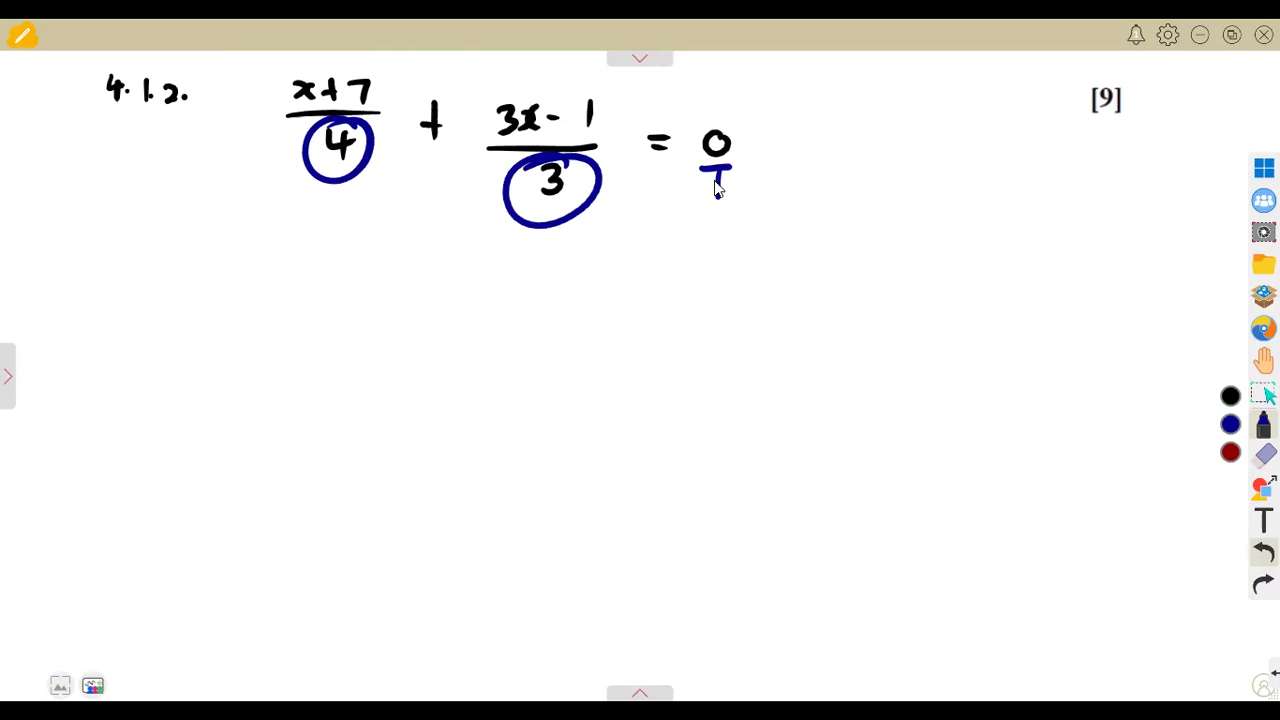 4.1.2. (x+7)/4 + (3x-1)/3 = 0/1
[9]